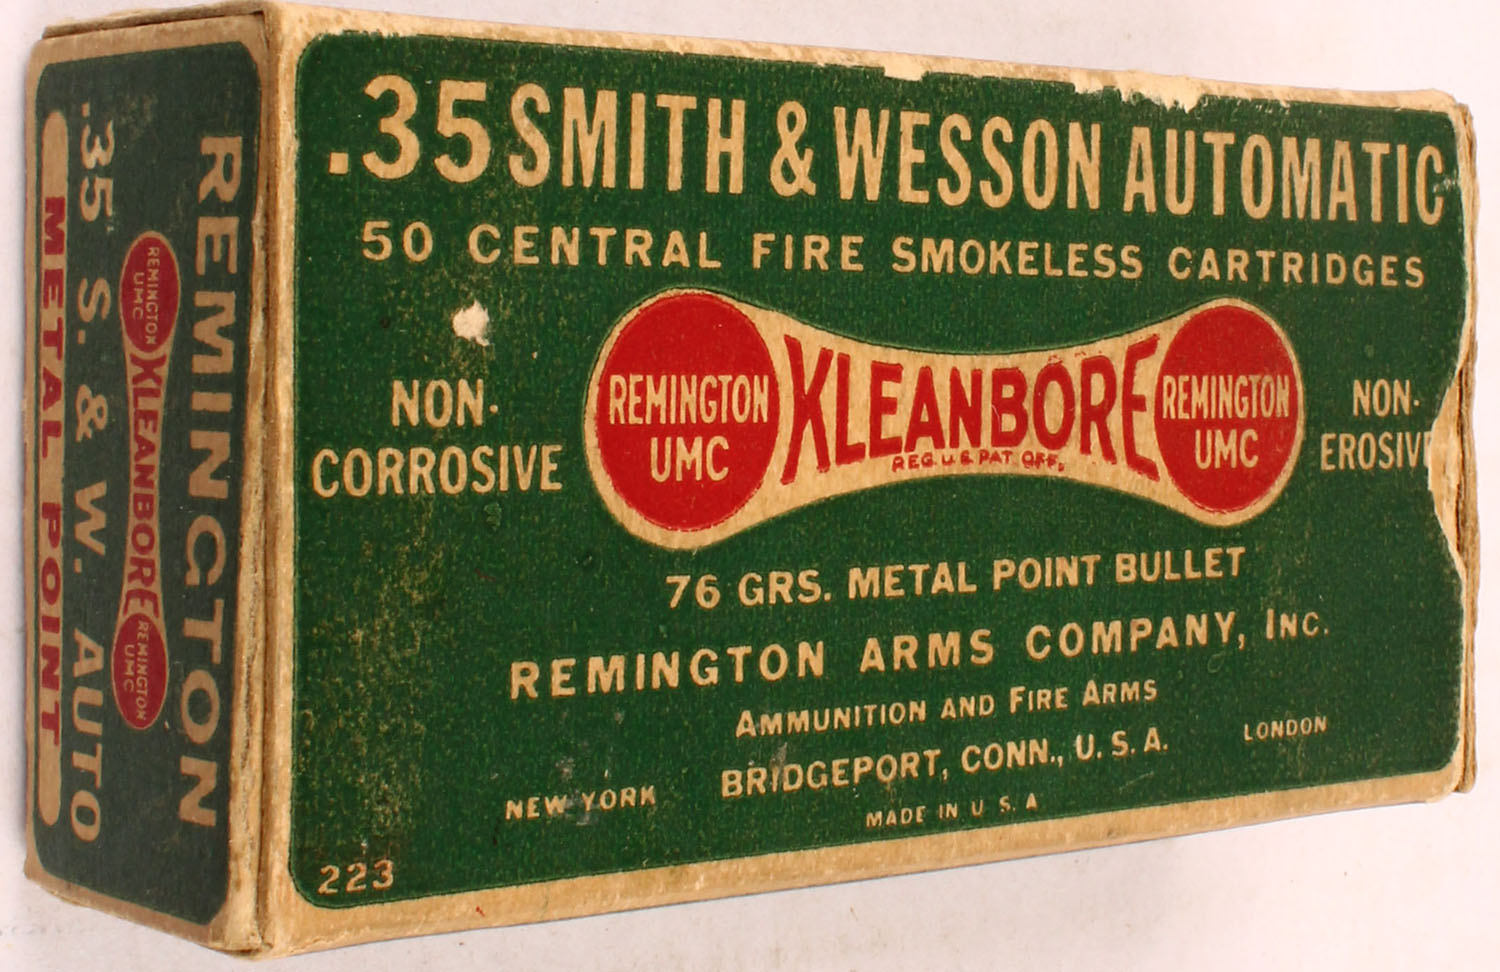 .35 SMITH & WESSON AUTOMATIC
50 CENTRAL FIRE SMOKELESS CARTRIDGES
NON-
CORROSIVE
REMINGTON
UMC
KLEANBORE
REG. U.S. PAT. OFF.
REMINGTON
UMC
NON-
EROSIVE
76 GRS. METAL POINT BULLET
REMINGTON ARMS COMPANY, INC.
AMMUNITION AND FIRE ARMS
BRIDGEPORT, CONN., U. S. A.
NEW YORK
LONDON
MADE IN U. S. A
223
REMINGTON
REMINGTON
UMC
KLEANBORE
REMINGTON
UMC
.35 S. & W. AUTO
METAL POINT